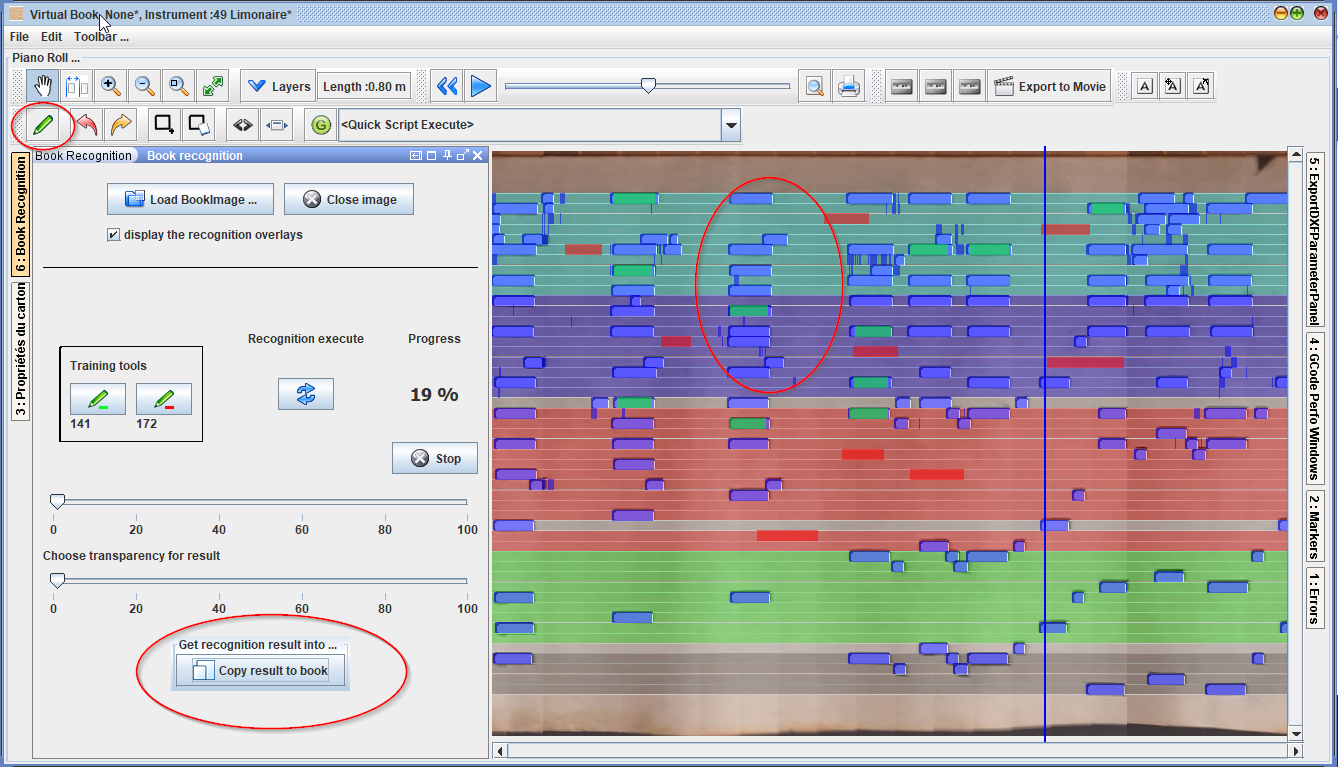 Virtual Book, None*, Instrument :49 Limonaire*
File Edit Toolbar ...
Piano Roll ...
Layers Length :0.80 m Export to Movie A A A
G <Quick Script Execute>
6 : Book Recognition
3 : Propriétés du carton
Book Recognition Book recognition
Load BookImage ... Close image
display the recognition overlays
Recognition execute Progress
Training tools
19 %
141 172
Stop
0 20 40 60 80 100
Choose transparency for result
0 20 40 60 80 100
Get recognition result into ...
Copy result to book
5 : ExportDXFParameterPanel
4 : GCode Perfo Windows
2 : Markers
1 : Errors